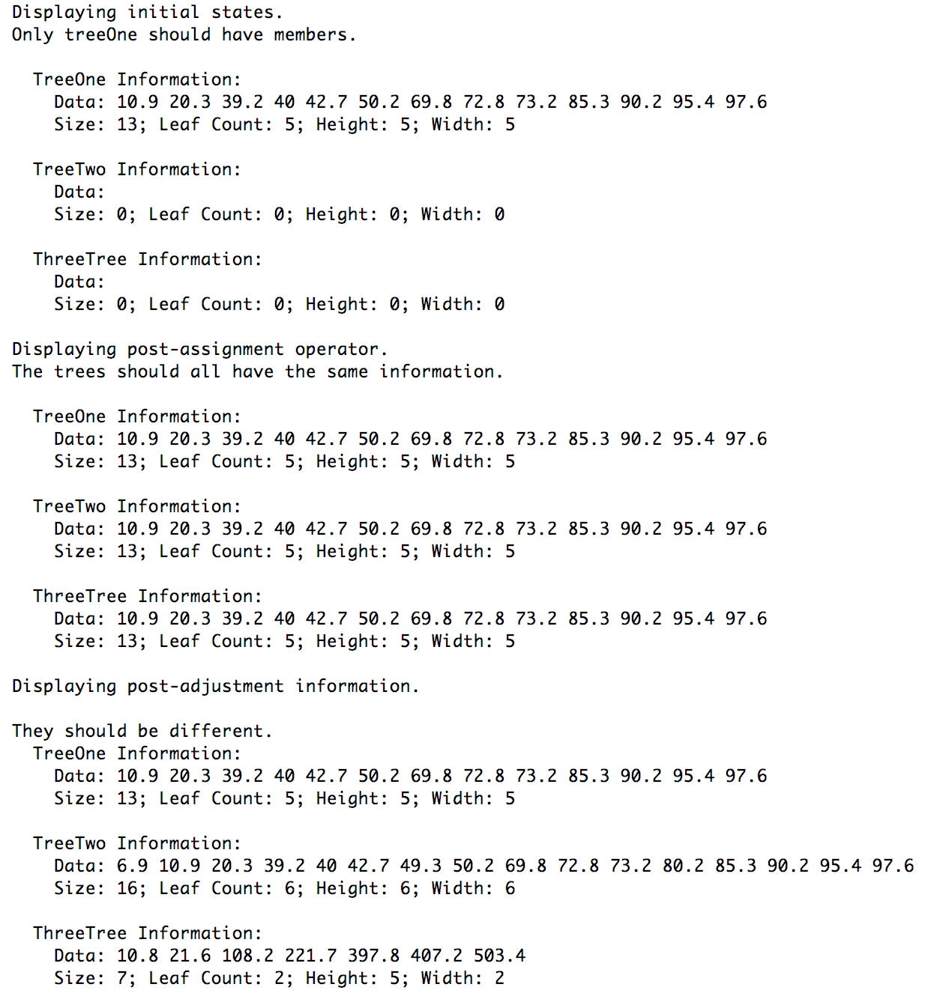 Displaying initial states.
Only treeOne should have members.
TreeOne Information:
Data: 10.9 20.3 39.2 40 42.7 50.2 69.8 72.8 73.2 85.3 90.2 95.4 97.6
Size: 13; Leaf Count: 5; Height: 5; Width: 5
TreeTwo Information:
Data:
Size: 0; Leaf Count: 0; Height: 0; Width: 0
ThreeTree Information:
Data:
Size: 0; Leaf Count: 0; Height: 0; Width: 0
Displaying post-assignment operator.
The trees should all have the same information.
TreeOne Information:
Data: 10.9 20.3 39.2 40 42.7 50.2 69.8 72.8 73.2 85.3 90.2 95.4 97.6
Size: 13; Leaf Count: 5; Height: 5; Width: 5
TreeTwo Information:
Data: 10.9 20.3 39.2 40 42.7 50.2 69.8 72.8 73.2 85.3 90.2 95.4 97.6
Size: 13; Leaf Count: 5; Height: 5; Width: 5
ThreeTree Information:
Data: 10.9 20.3 39.2 40 42.7 50.2 69.8 72.8 73.2 85.3 90.2 95.4 97.6
Size: 13; Leaf Count: 5; Height: 5; Width: 5
Displaying post-adjustment information.
They should be different.
TreeOne Information:
Data: 10.9 20.3 39.2 40 42.7 50.2 69.8 72.8 73.2 85.3 90.2 95.4 97.6
Size: 13; Leaf Count: 5; Height: 5; Width: 5
TreeTwo Information:
Data: 6.9 10.9 20.3 39.2 40 42.7 49.3 50.2 69.8 72.8 73.2 80.2 85.3 90.2 95.4 97.6
Size: 16; Leaf Count: 6; Height: 6; Width: 6
ThreeTree Information:
Data: 10.8 21.6 108.2 221.7 397.8 407.2 503.4
Size: 7; Leaf Count: 2; Height: 5; Width: 2